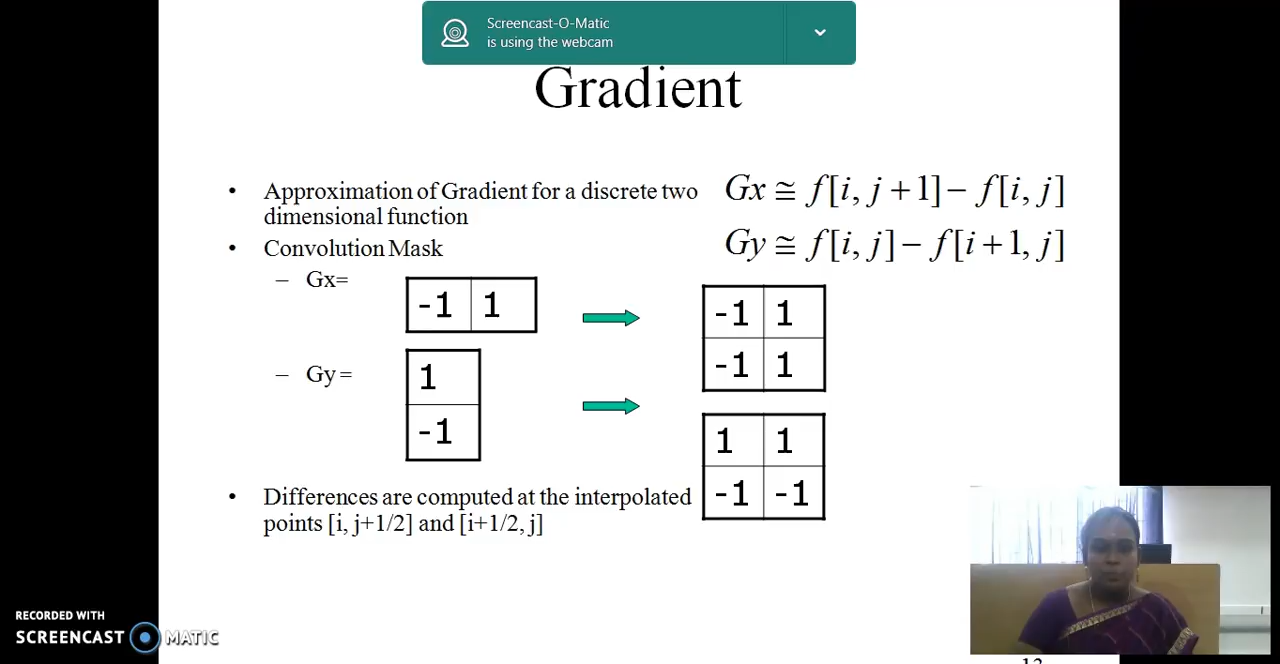 Screencast-O-Matic
is using the webcam
Gradient
• Approximation of Gradient for a discrete two
dimensional function
Gx ≅ f[i, j +1] − f[i, j]
Gy ≅ f[i, j] − f[i +1, j]
• Convolution Mask
– Gx=
-1 1
-1 1
-1 1
– Gy=
1
-1
1 1
-1 -1
• Differences are computed at the interpolated
points [i, j+1/2] and [i+1/2, j]
RECORDED WITH
SCREENCAST MATIC